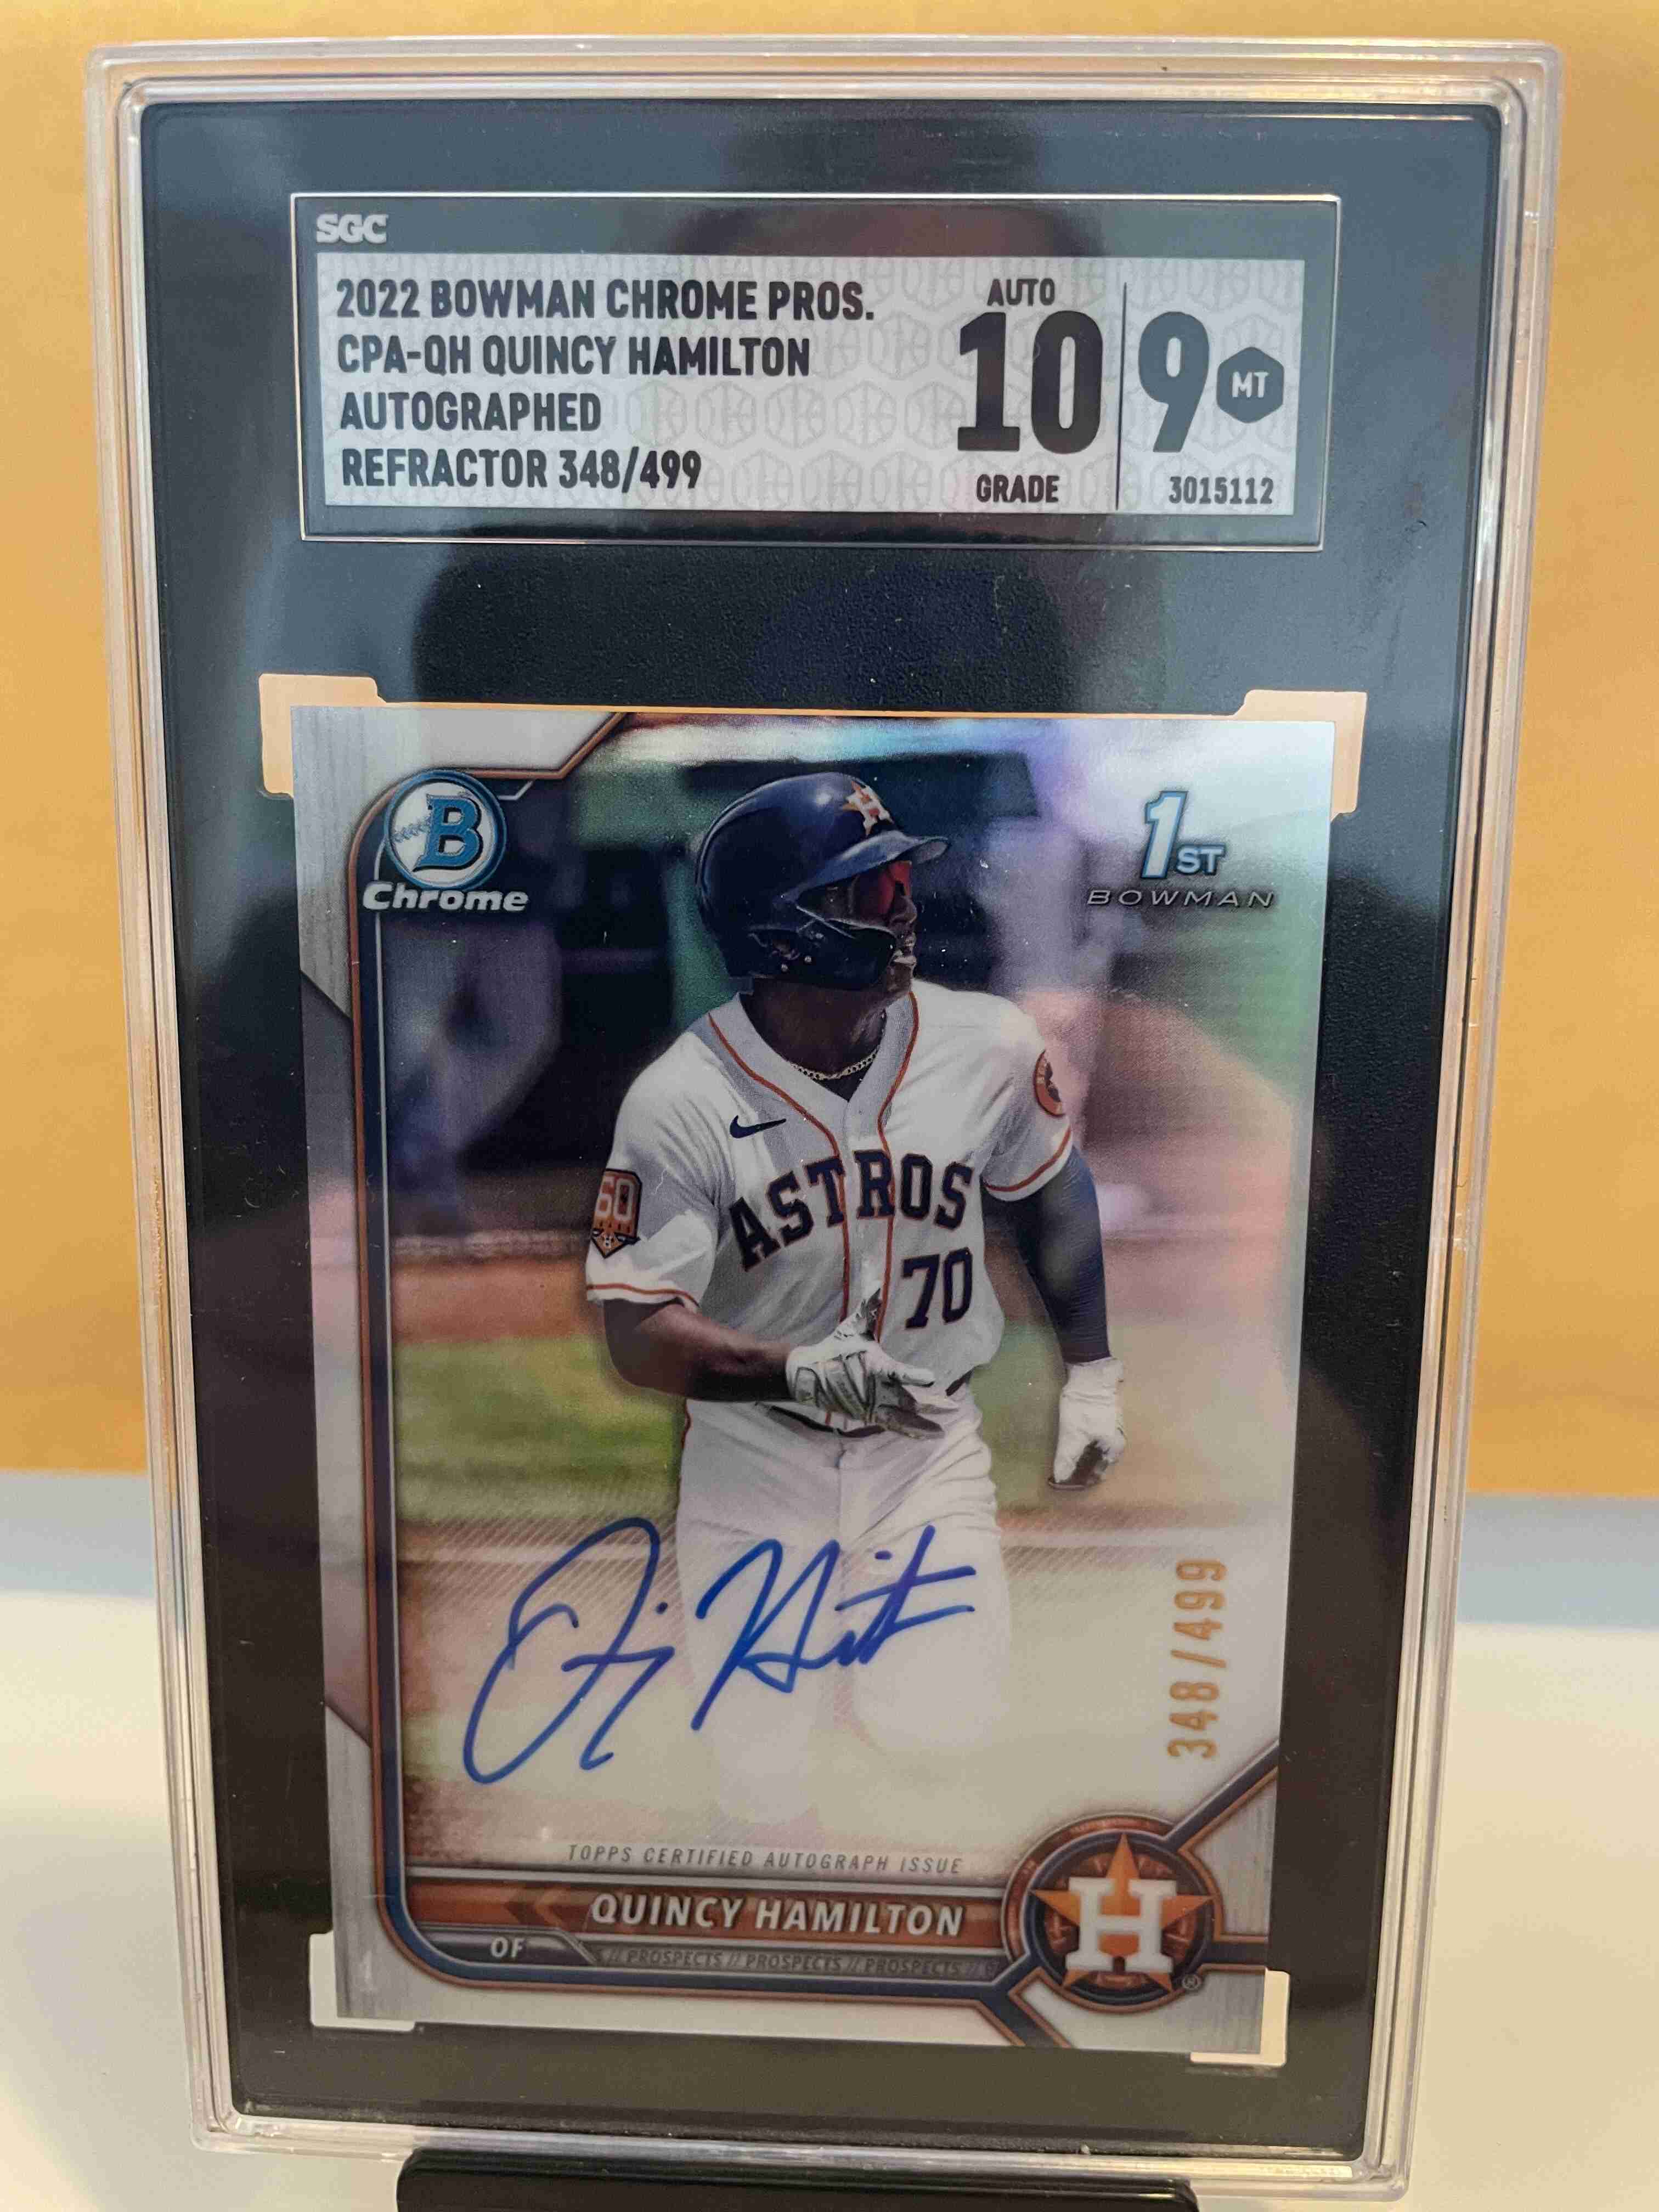 SGC
2022 BOWMAN CHROME PROS.
CPA-QH QUINCY HAMILTON
AUTOGRAPHED
REFRACTOR 348/499
AUTO
10
GRADE
9
MT
3015112
B
Chrome
1ST
BOWMAN
H
60
ASTROS
70
348/499
TOPPS CERTIFIED AUTOGRAPH ISSUE
QUINCY HAMILTON
OF
// PROSPECTS // PROSPECTS // PROSPECTS //
H
®